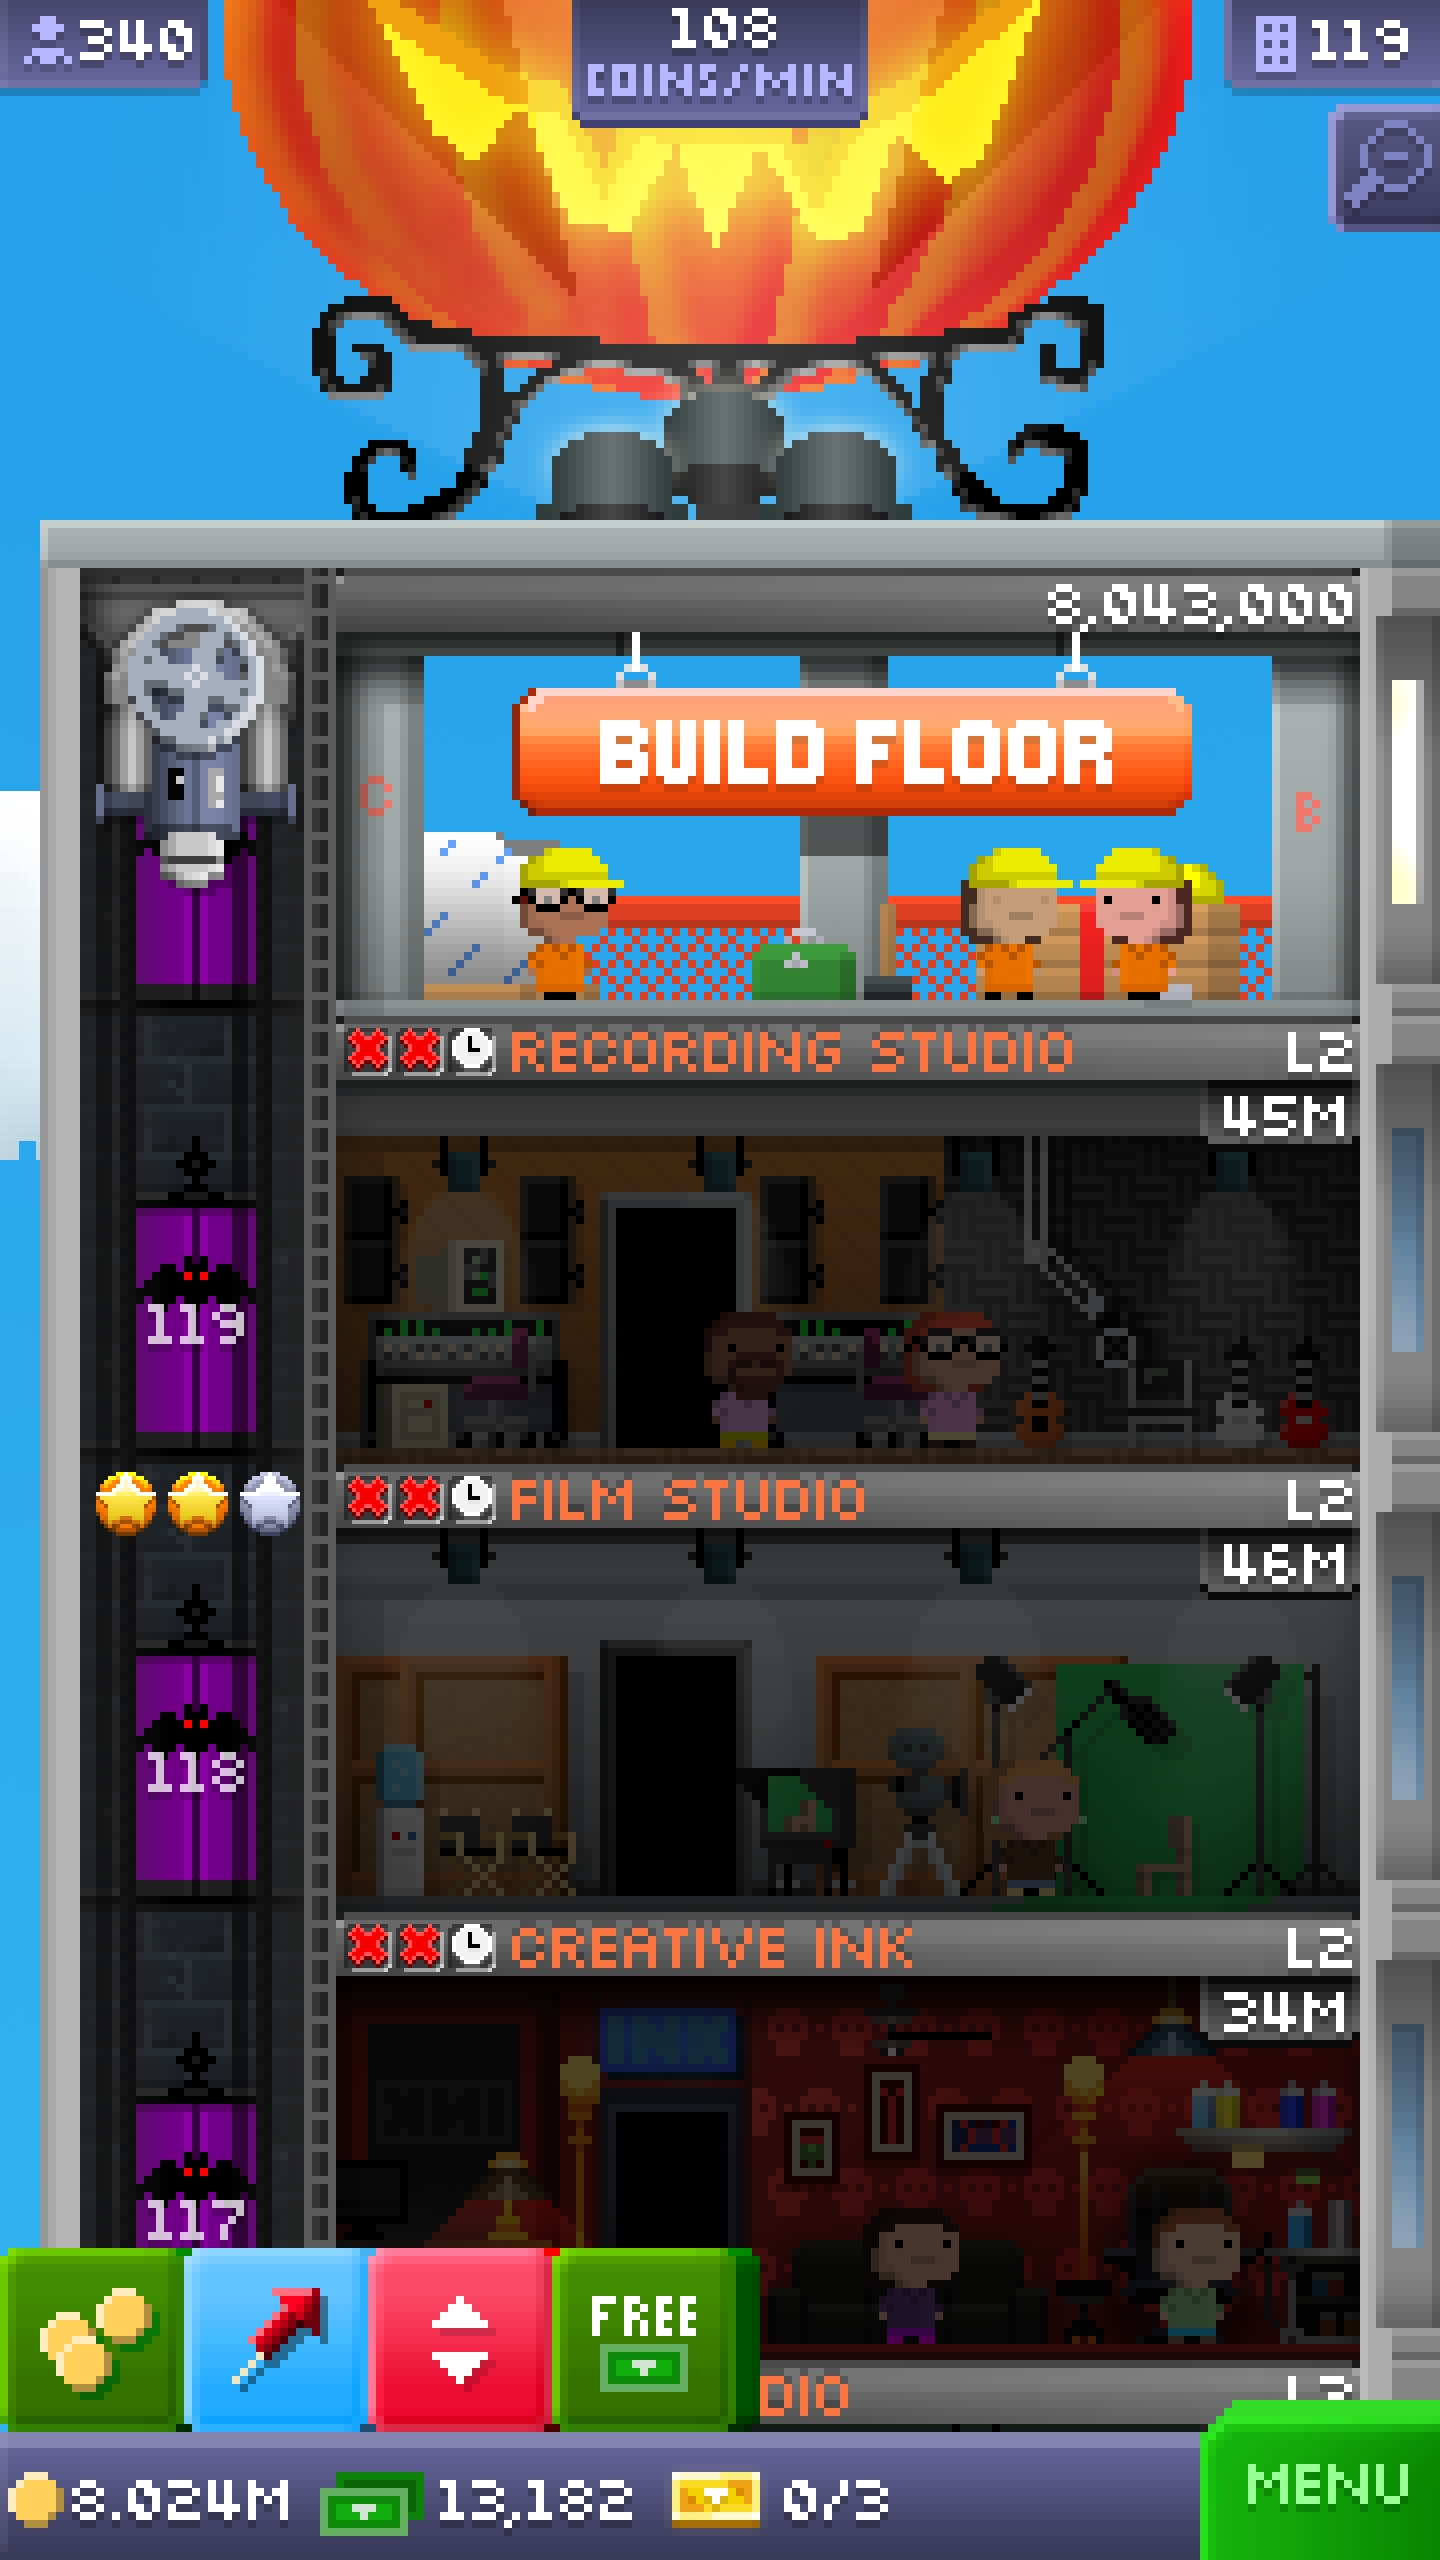 340
108
COINS/MIN
119
8,043,000
BUILD FLOOR
C
B
RECORDING STUDIO
L2
45M
119
FILM STUDIO
L2
46M
118
CREATIVE INK
L2
34M
INK
117
FREE
DIO
8.024M
13,182
0/3
MENU